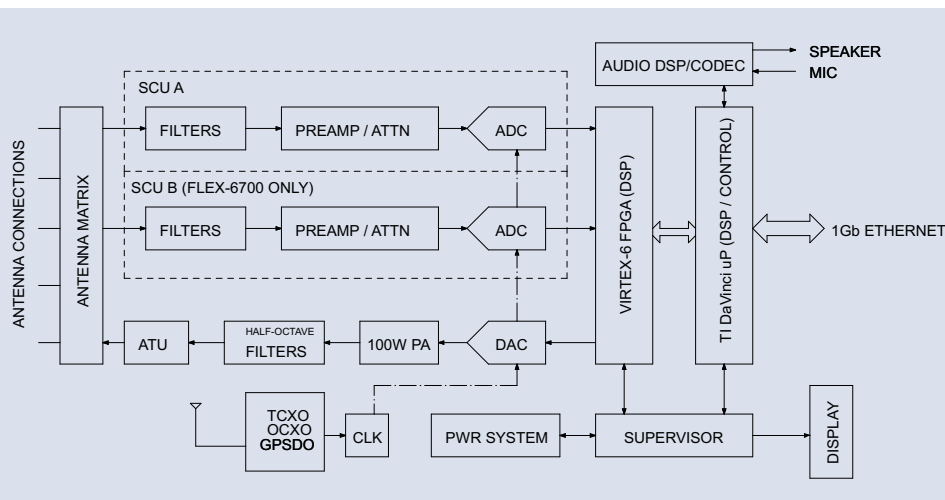 AUDIO DSP/CODEC
SPEAKER
MIC
SCU A
FILTERS
PREAMP / ATTN
ADC
SCU B (FLEX-6700 ONLY)
FILTERS
PREAMP / ATTN
ADC
ANTENNA CONNECTIONS
ANTENNA MATRIX
VIRTEX-6 FPGA (DSP)
TI DaVinci uP (DSP / CONTROL)
1Gb ETHERNET
ATU
HALF-OCTAVE
FILTERS
100W PA
DAC
TCXO
OCXO
GPSDO
CLK
PWR SYSTEM
SUPERVISOR
DISPLAY